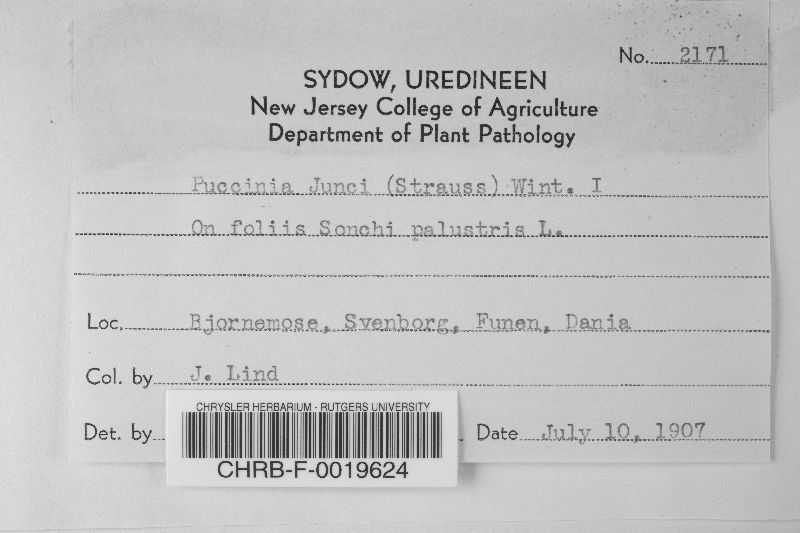 No. 2171
SYDOW, UREDINEEN
New Jersey College of Agriculture
Department of Plant Pathology
Puccinia Junci (Strauss) Wint. I
On foliis Sonchi palustris L.
Loc. Bjornemose, Svenborg, Funen, Dania
Col. by J. Lind
Det. by
Date July 10, 1907
CHRYSLER HERBARIUM - RUTGERS UNIVERSITY
CHRB-F-0019624